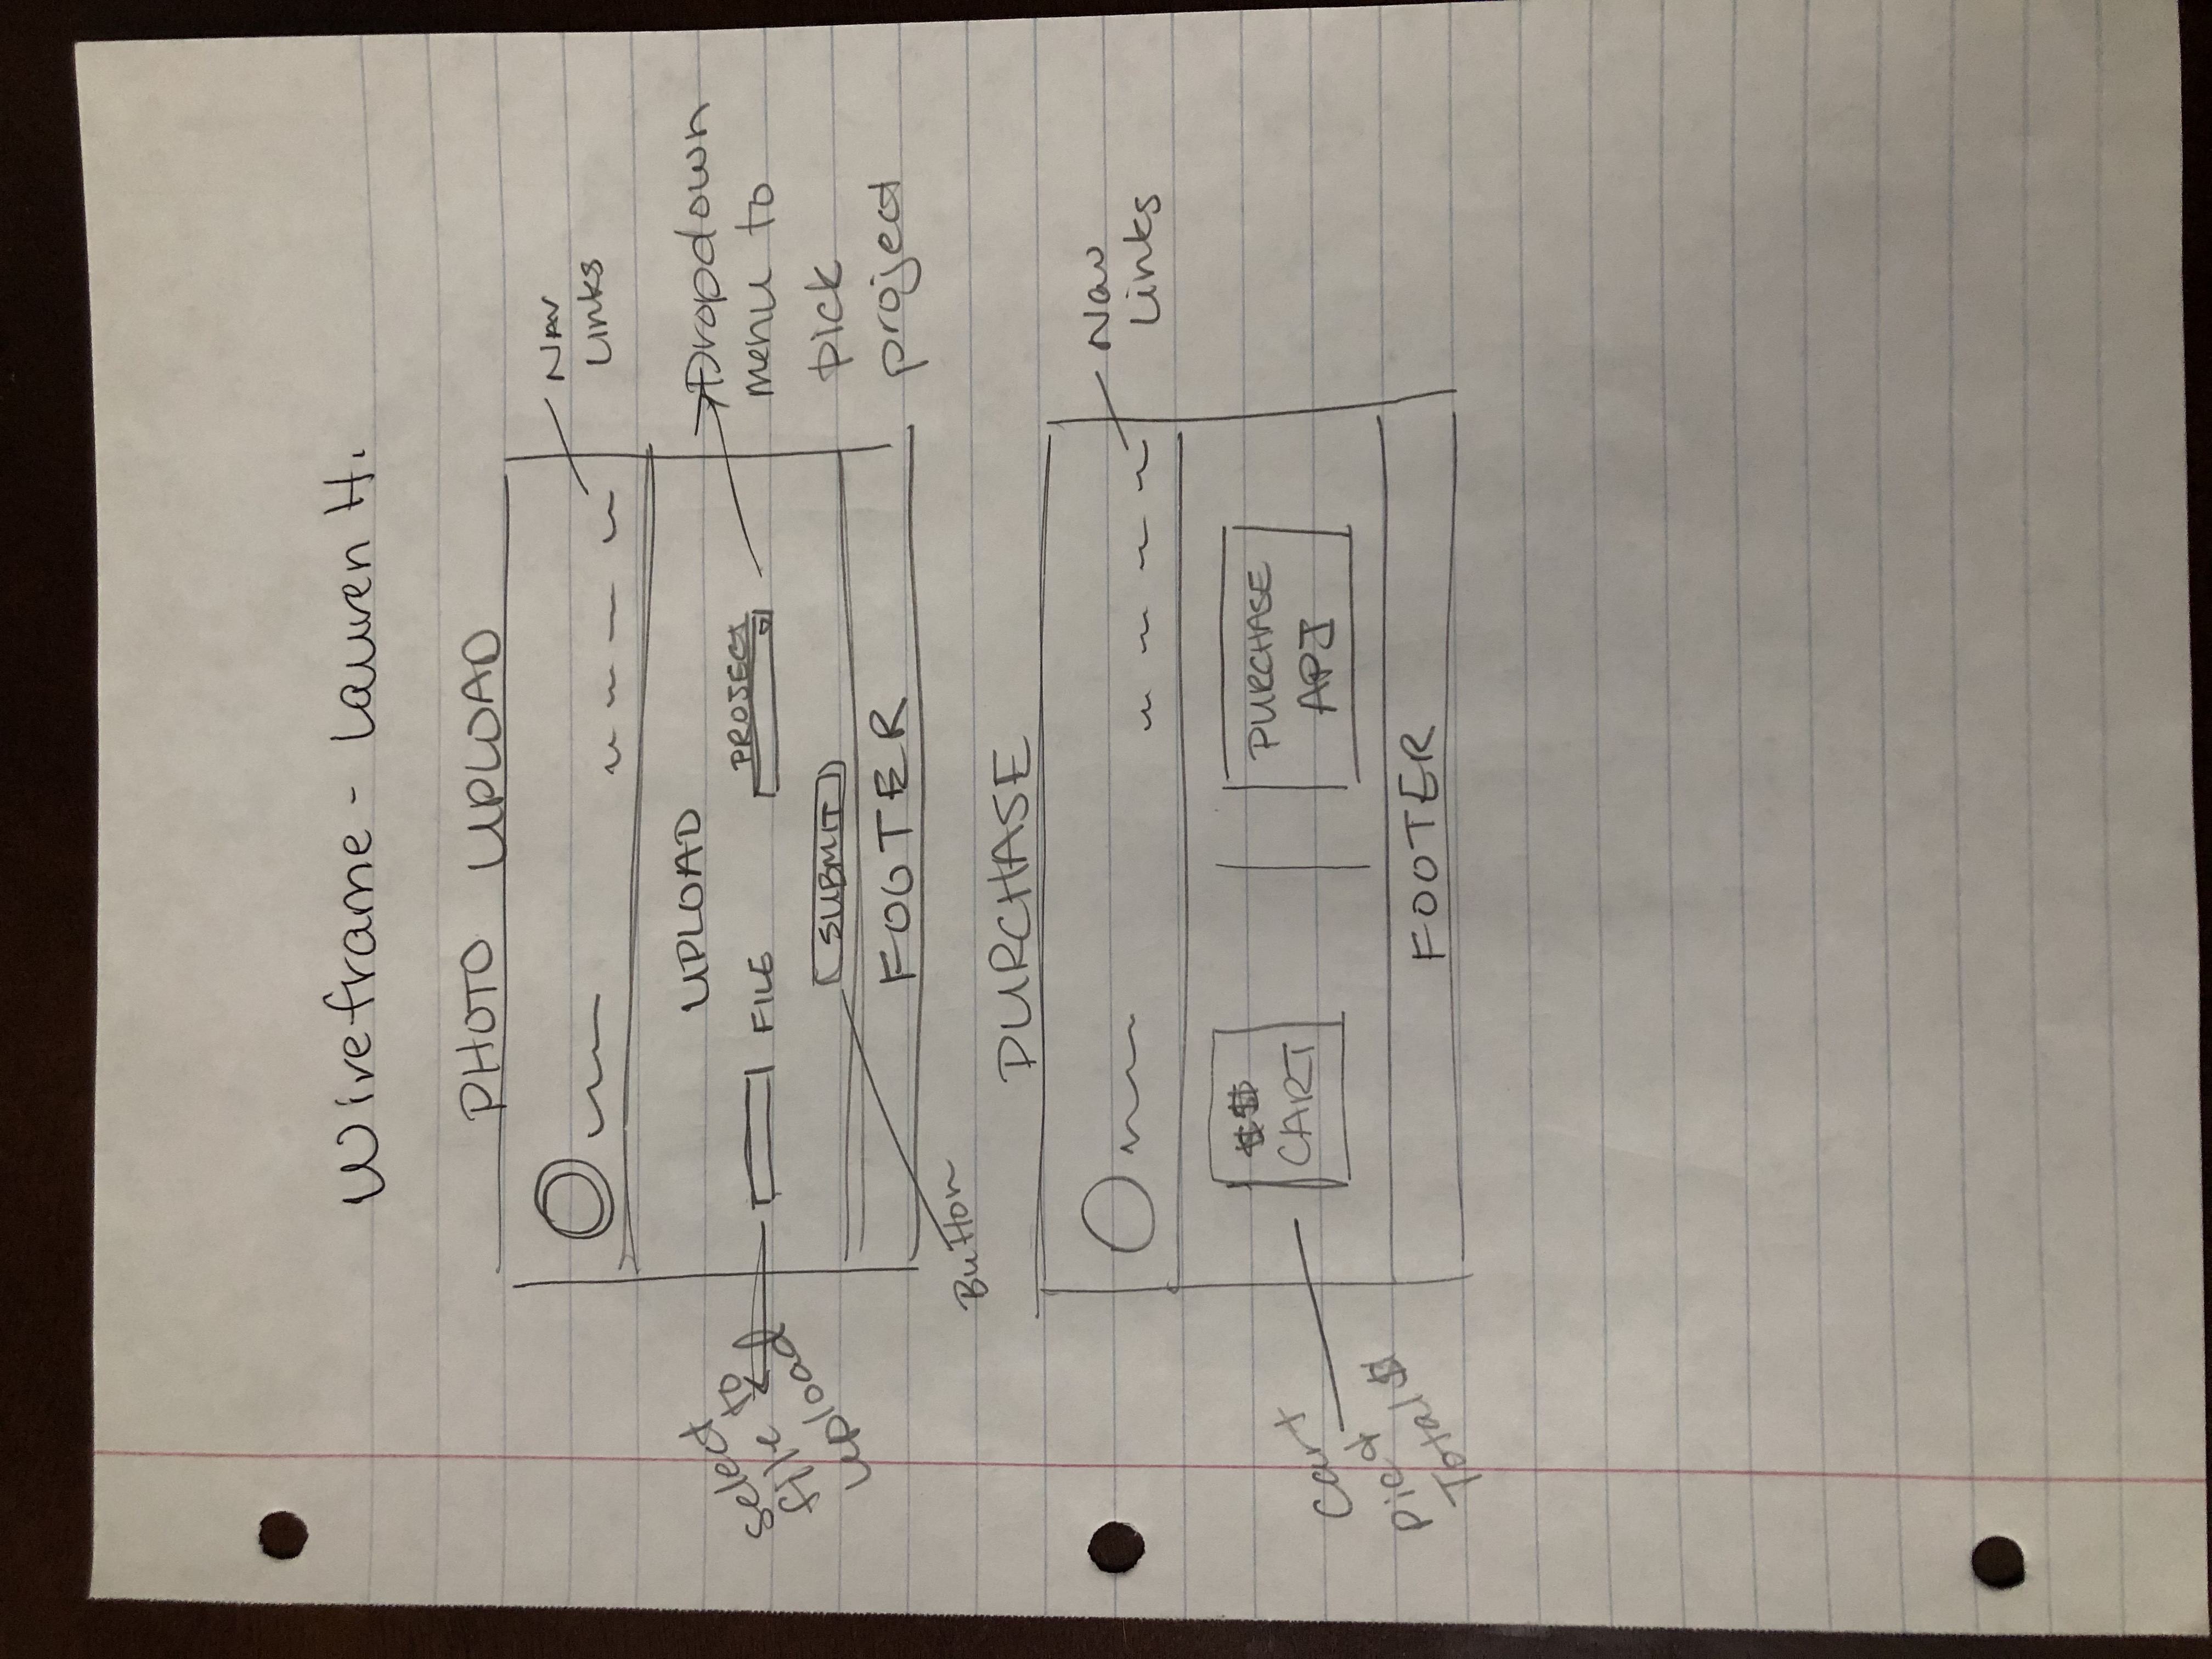 Wireframe - Lauren H.
PHOTO UPLOAD
Nav
Links
UPLOAD
select
file to
upload
FILE
PROJECT
Dropdown
menu to
pick
project
SUBMIT
FOOTER
Button
PURCHASE
Nav
Links
$$
CART
PURCHASE
API
Cart
Pic &
Total $
FOOTER